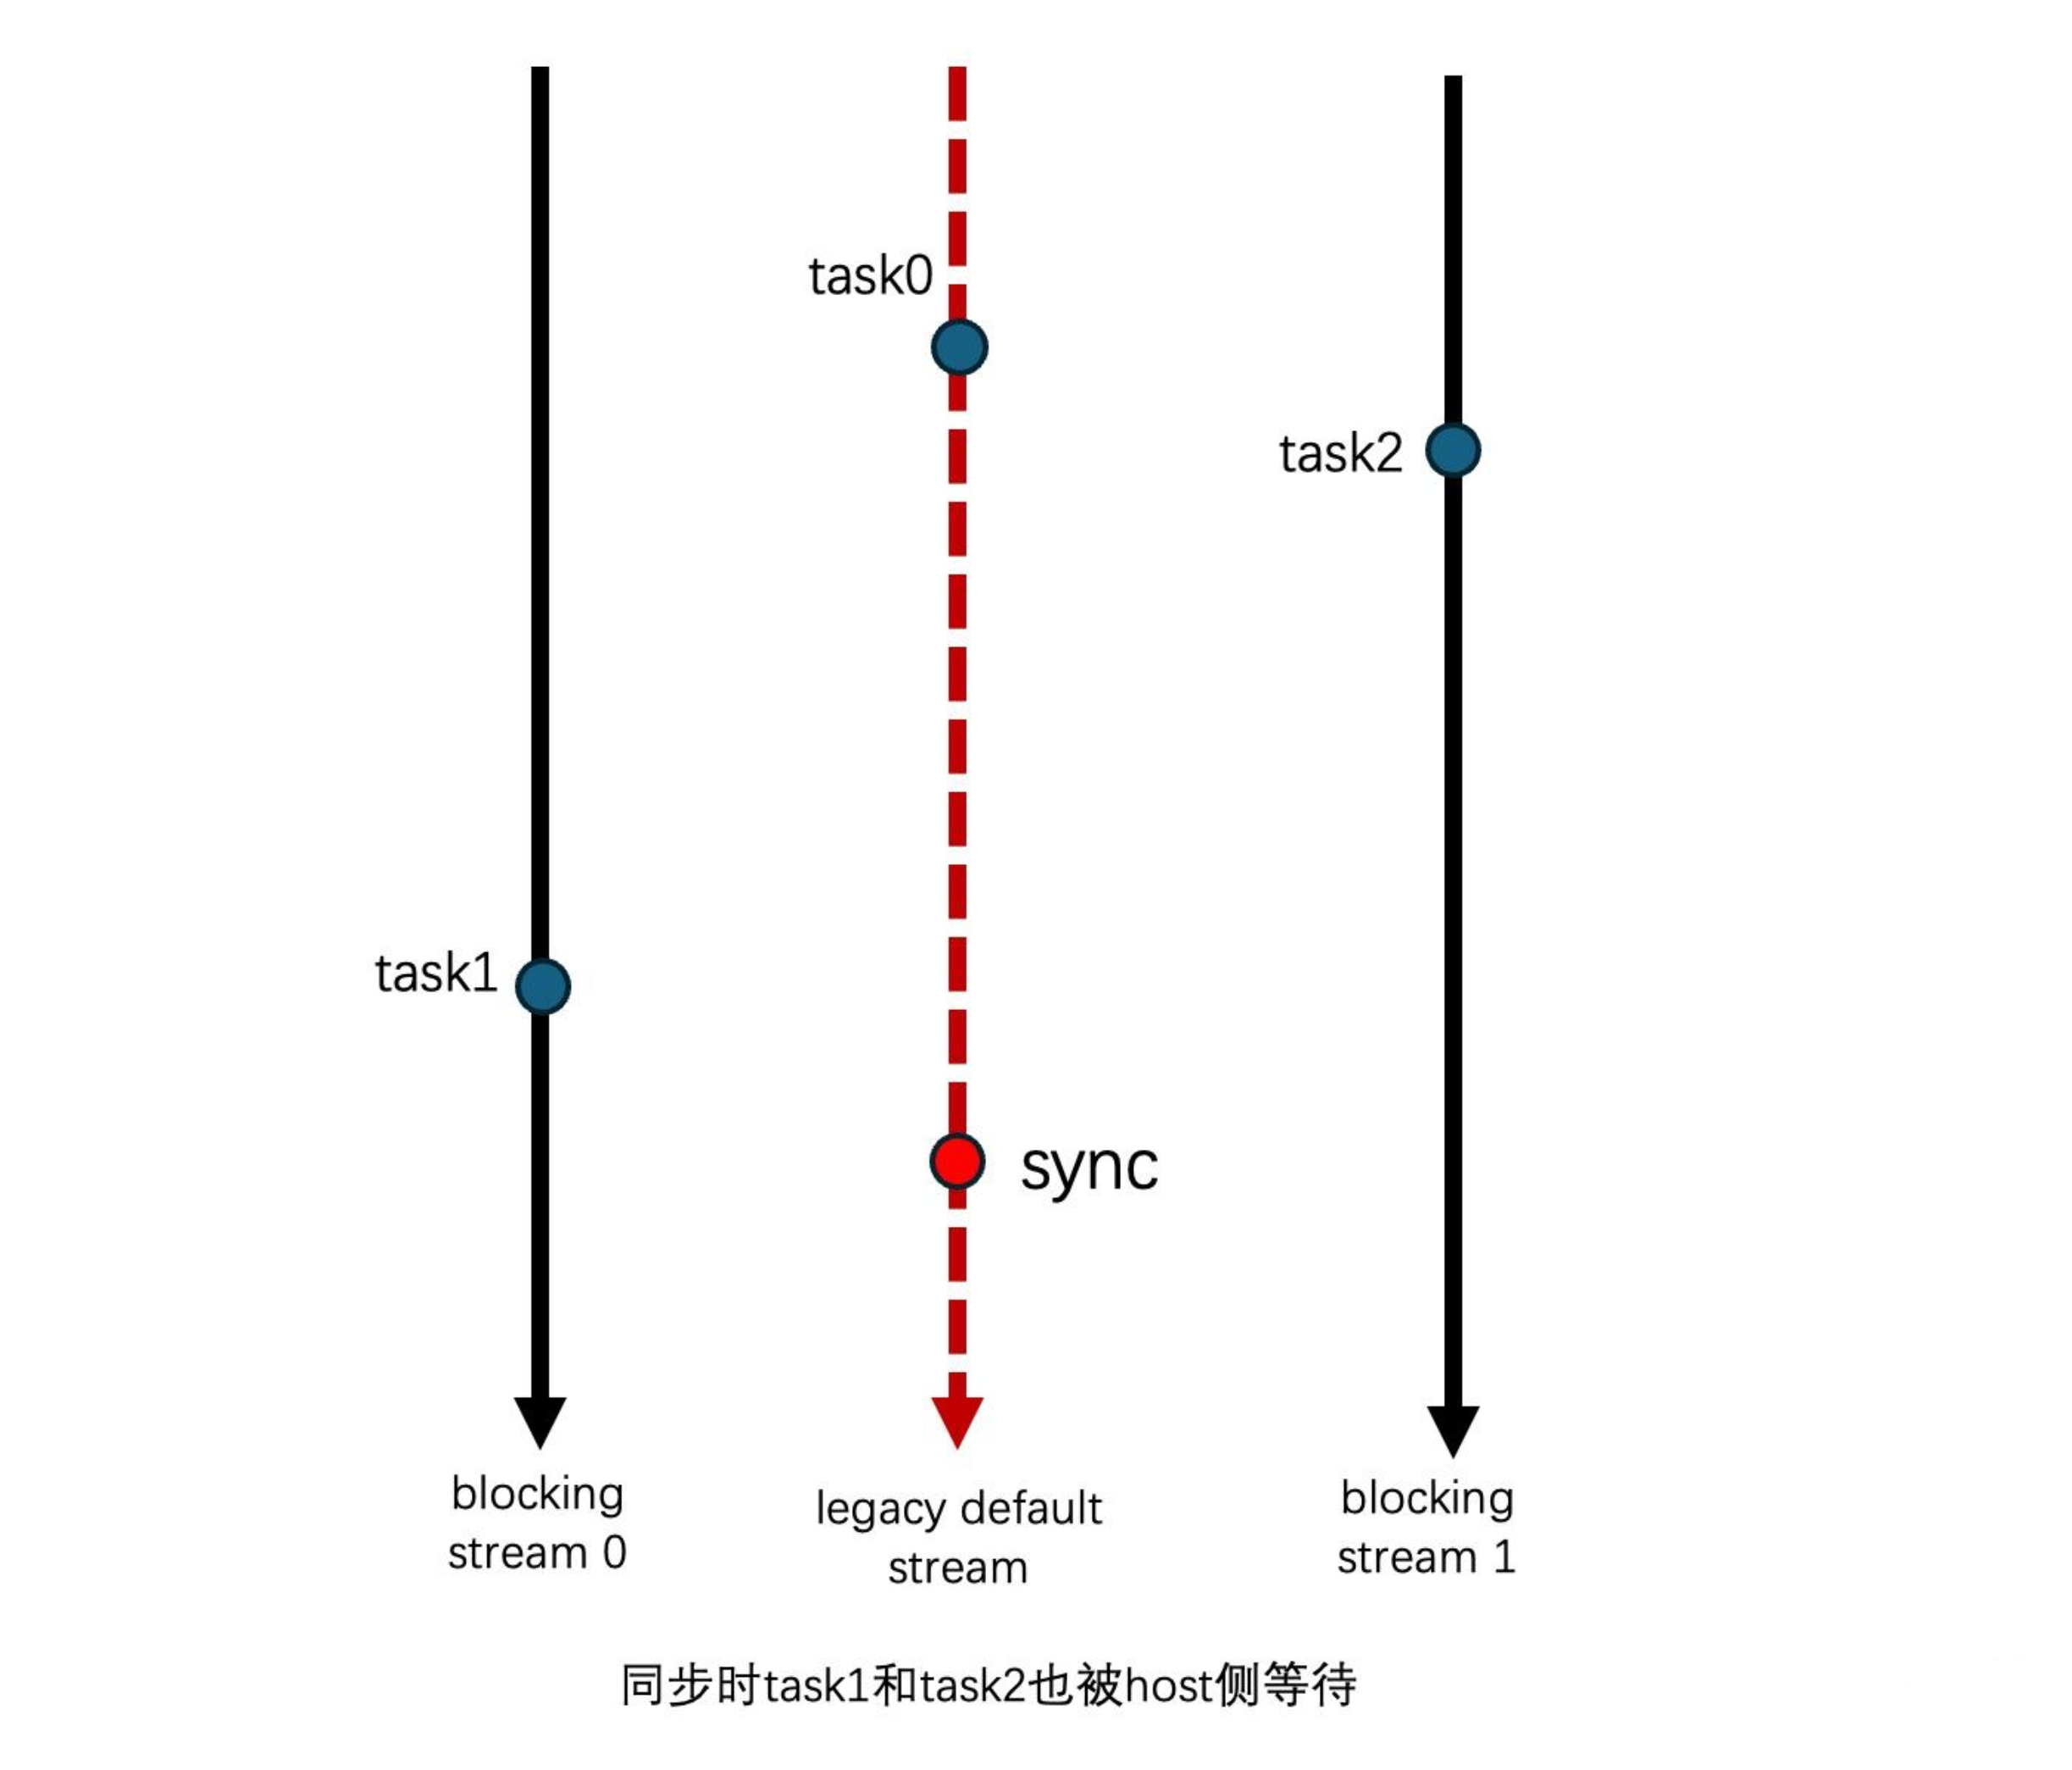 task0
task2
task1
sync
blocking
stream 0
legacy default
stream
blocking
stream 1
同步时task1和task2也被host侧等待